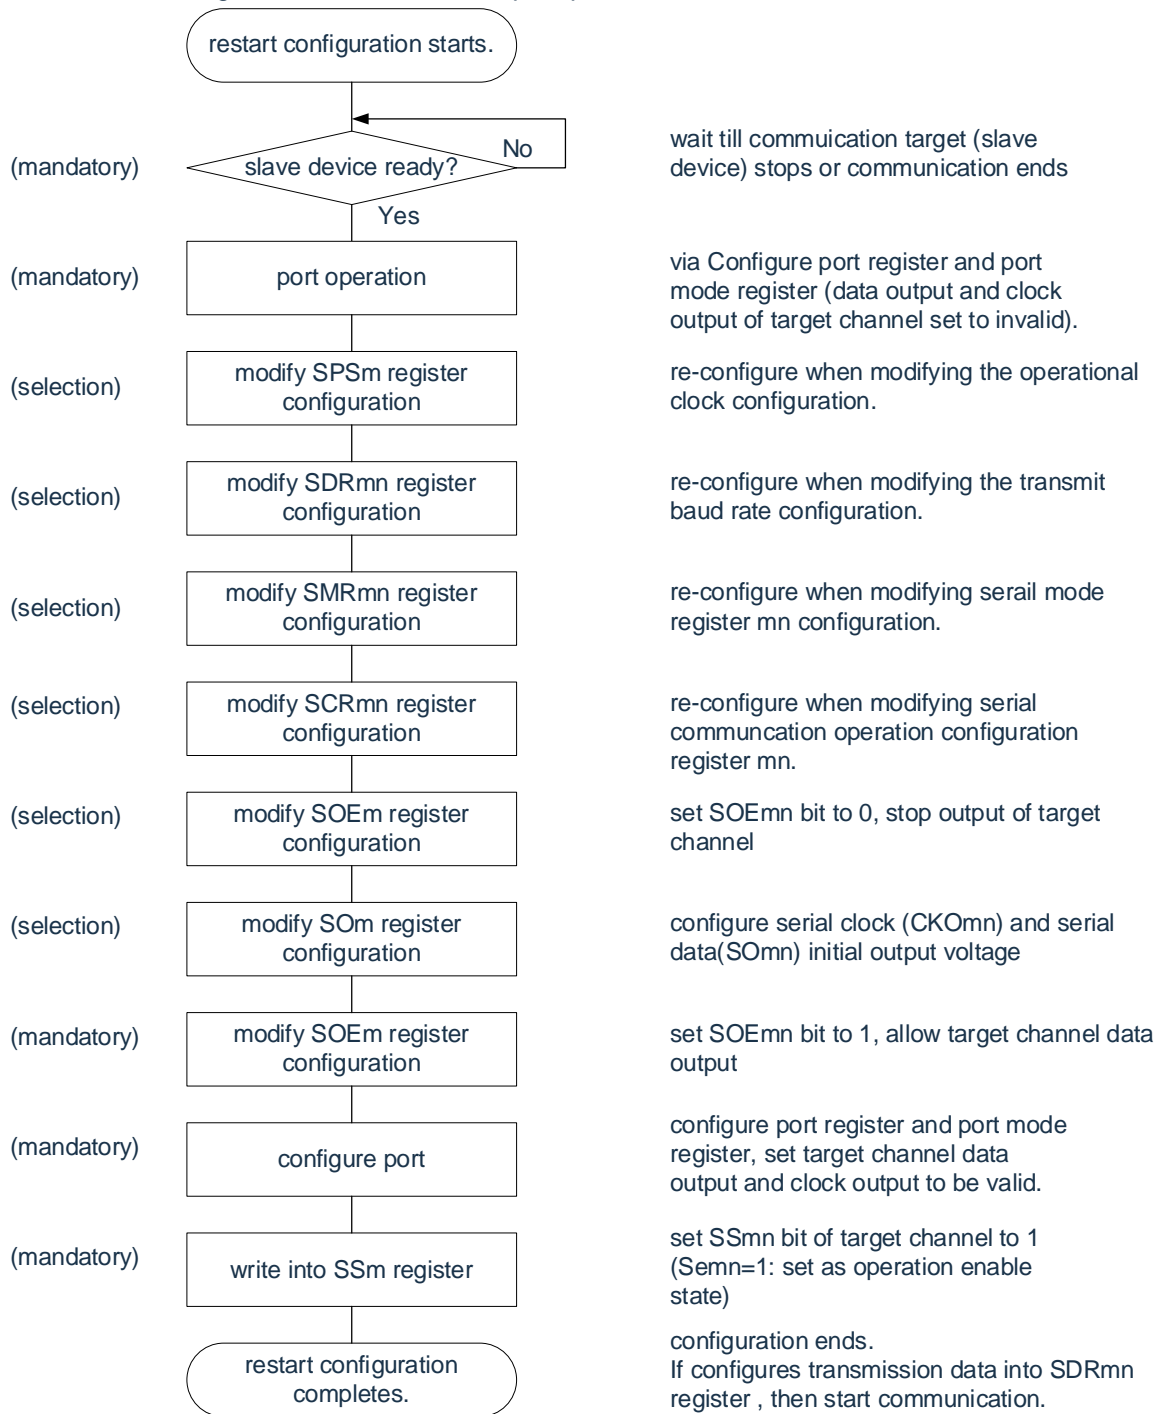 restart configuration starts.
(mandatory)
slave device ready?
No
wait till commuication target (slave
device) stops or communication ends
Yes
(mandatory)
port operation
via Configure port register and port
mode register (data output and clock
output of target channel set to invalid).
(selection)
modify SPSm register
configuration
re-configure when modifying the operational
clock configuration.
(selection)
modify SDRmn register
configuration
re-configure when modifying the transmit
baud rate configuration.
(selection)
modify SMRmn register
configuration
re-configure when modifying serail mode
register mn configuration.
(selection)
modify SCRmn register
configuration
re-configure when modifying serial
communcation operation configuration
register mn.
(selection)
modify SOEm register
configuration
set SOEmn bit to 0, stop output of target
channel
(selection)
modify SOm register
configuration
configure serial clock (CKOmn) and serial
data(SOmn) initial output voltage
(mandatory)
modify SOEm register
configuration
set SOEmn bit to 1, allow target channel data
output
(mandatory)
configure port
configure port register and port mode
register, set target channel data
output and clock output to be valid.
(mandatory)
write into SSm register
set SSmn bit of target channel to 1
(Semn=1: set as operation enable
state)
restart configuration
completes.
configuration ends.
If configures transmission data into SDRmn
register , then start communication.